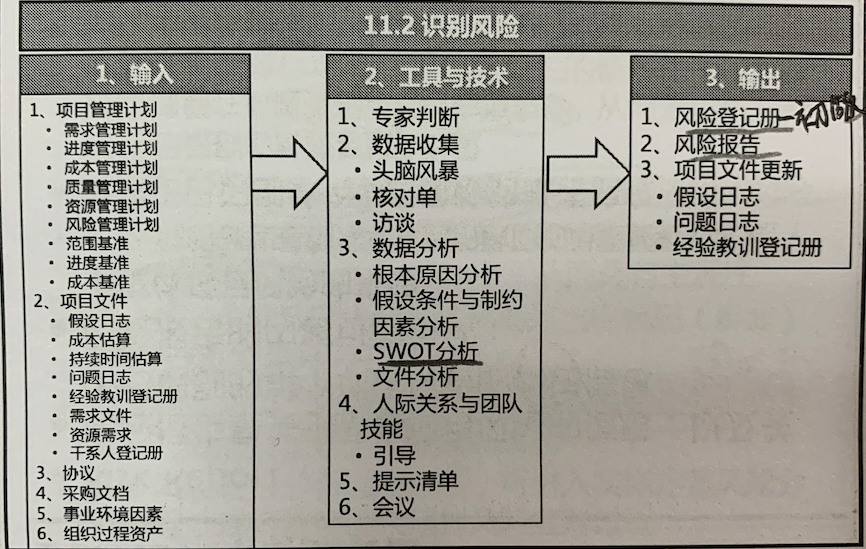 11.2 识别风险
1、输入
1、项目管理计划
• 需求管理计划
• 进度管理计划
• 成本管理计划
• 质量管理计划
• 资源管理计划
• 风险管理计划
• 范围基准
• 进度基准
• 成本基准
2、项目文件
• 假设日志
• 成本估算
• 持续时间估算
• 问题日志
• 经验教训登记册
• 需求文件
• 资源需求
• 干系人登记册
3、协议
4、采购文档
5、事业环境因素
6、组织过程资产
2、工具与技术
1、专家判断
2、数据收集
• 头脑风暴
• 核对单
• 访谈
3、数据分析
• 根本原因分析
• 假设条件与制约
因素分析
• SWOT分析
• 文件分析
4、人际关系与团队
技能
• 引导
5、提示清单
6、会议
3、输出
1、风险登记册
2、风险报告
3、项目文件更新
• 假设日志
• 问题日志
• 经验教训登记册